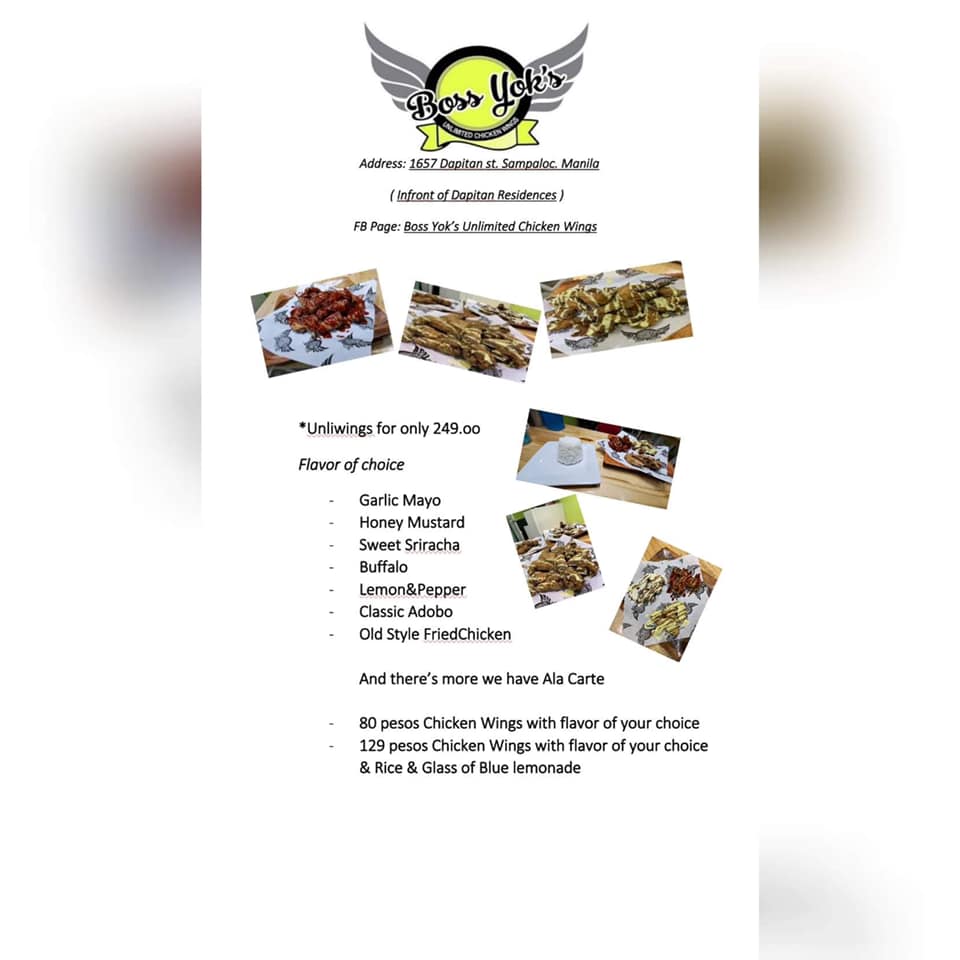 Boss Yok's
UNLIMITED CHICKEN WINGS
Address: 1657 Dapitan st. Sampaloc. Manila
( Infront of Dapitan Residences )
FB Page: Boss Yok's Unlimited Chicken Wings
*Unliwings for only 249.oo
Flavor of choice
- Garlic Mayo
- Honey Mustard
- Sweet Sriracha
- Buffalo
- Lemon&Pepper
- Classic Adobo
- Old Style FriedChicken
And there's more we have Ala Carte
- 80 pesos Chicken Wings with flavor of your choice
- 129 pesos Chicken Wings with flavor of your choice
& Rice & Glass of Blue lemonade